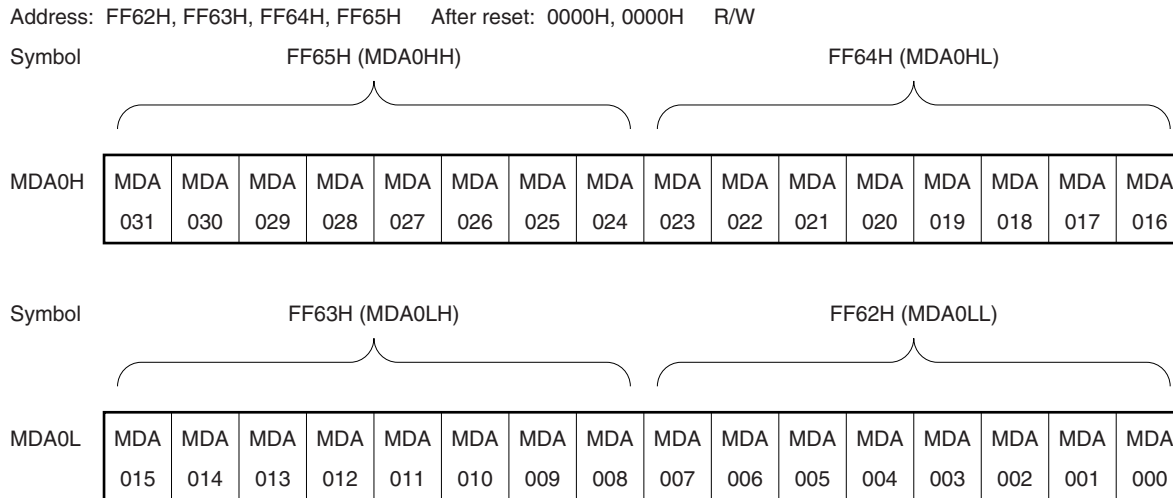 Address: FF62H, FF63H, FF64H, FF65H After reset: 0000H, 0000H R/W
Symbol FF65H (MDA0HH) FF64H (MDA0HL)
MDA0H MDA MDA MDA MDA MDA MDA MDA MDA MDA MDA MDA MDA MDA MDA MDA MDA
031 030 029 028 027 026 025 024 023 022 021 020 019 018 017 016
Symbol FF63H (MDA0LH) FF62H (MDA0LL)
MDA0L MDA MDA MDA MDA MDA MDA MDA MDA MDA MDA MDA MDA MDA MDA MDA MDA
015 014 013 012 011 010 009 008 007 006 005 004 003 002 001 000